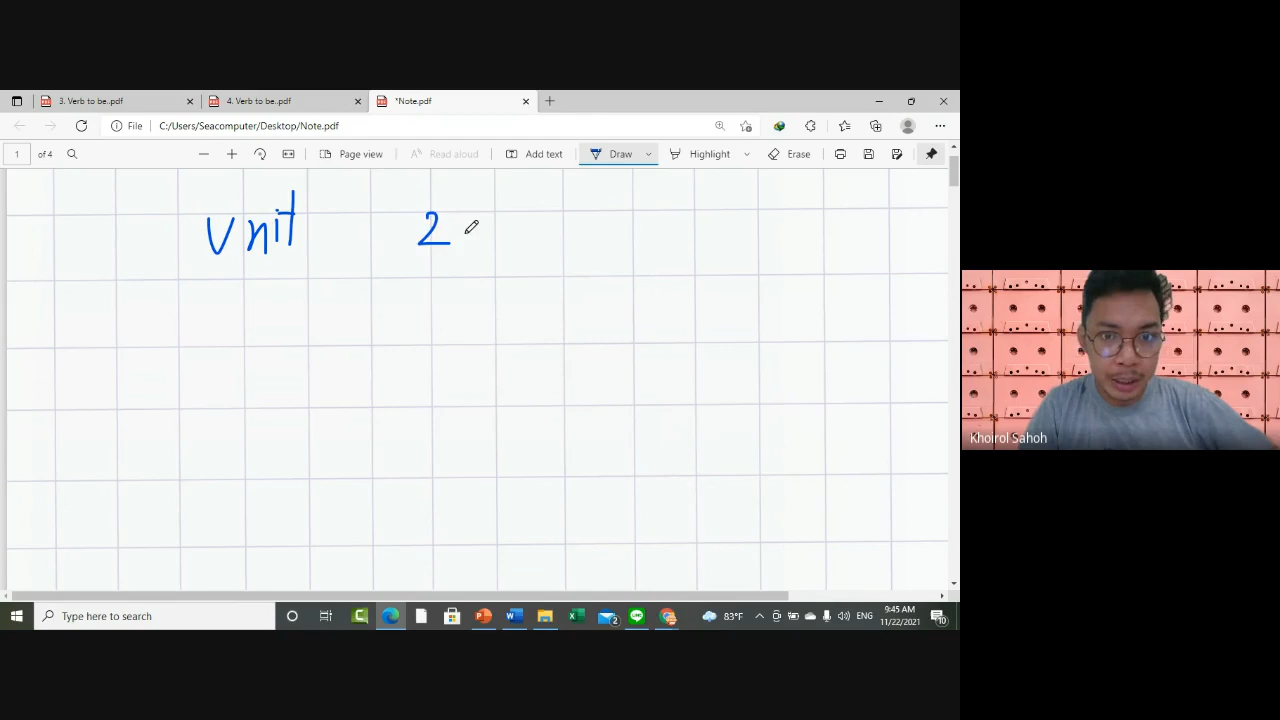 3. Verb to be..pdf
4. Verb to be..pdf
*Note.pdf
File
C:/Users/Seacomputer/Desktop/Note.pdf
1
of 4
Page view
Read aloud
Add text
Draw
Highlight
Erase
Unit 2
Khoirol Sahoh
Type here to search
2
83°F
ENG
9:45 AM
11/22/2021
10